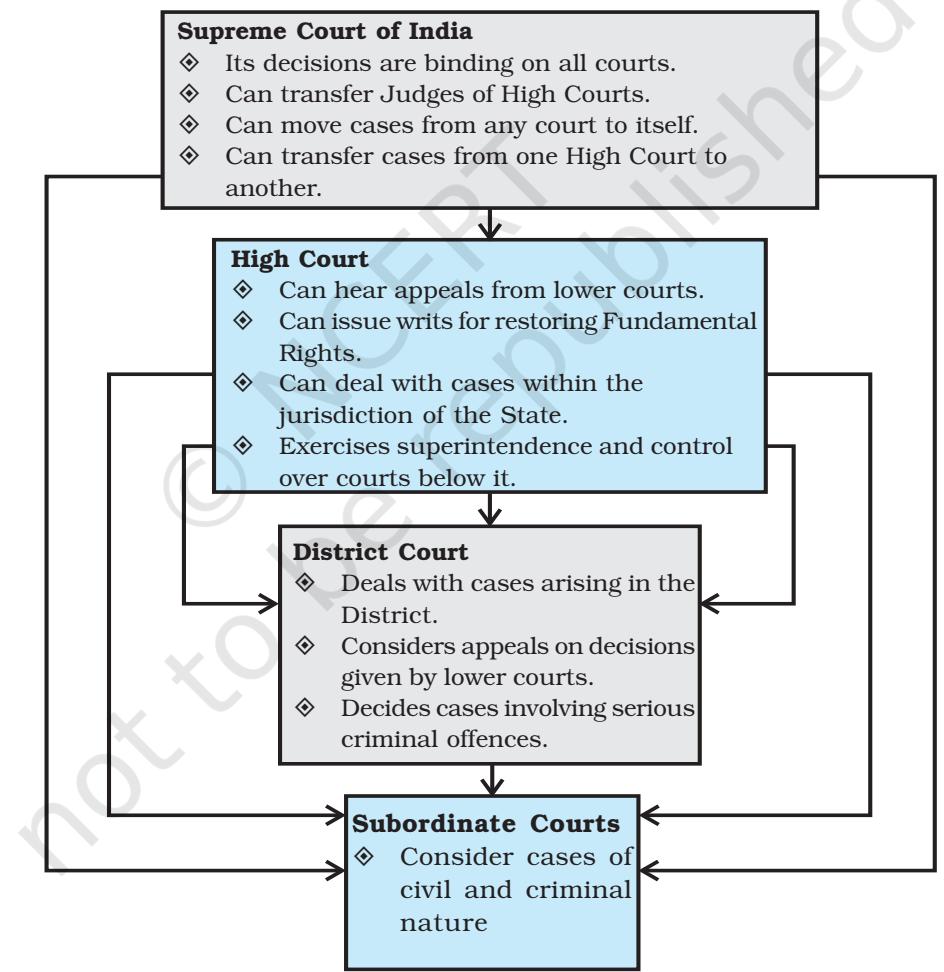 Supreme Court of India
◈ Its decisions are binding on all courts.
◈ Can transfer Judges of High Courts.
◈ Can move cases from any court to itself.
◈ Can transfer cases from one High Court to
another.
High Court
◈ Can hear appeals from lower courts.
◈ Can issue writs for restoring Fundamental
Rights.
◈ Can deal with cases within the
jurisdiction of the State.
◈ Exercises superintendence and control
over courts below it.
District Court
◈ Deals with cases arising in the
District.
◈ Considers appeals on decisions
given by lower courts.
◈ Decides cases involving serious
criminal offences.
Subordinate Courts
◈ Consider cases of
civil and criminal
nature
© NCERT
not to be republished